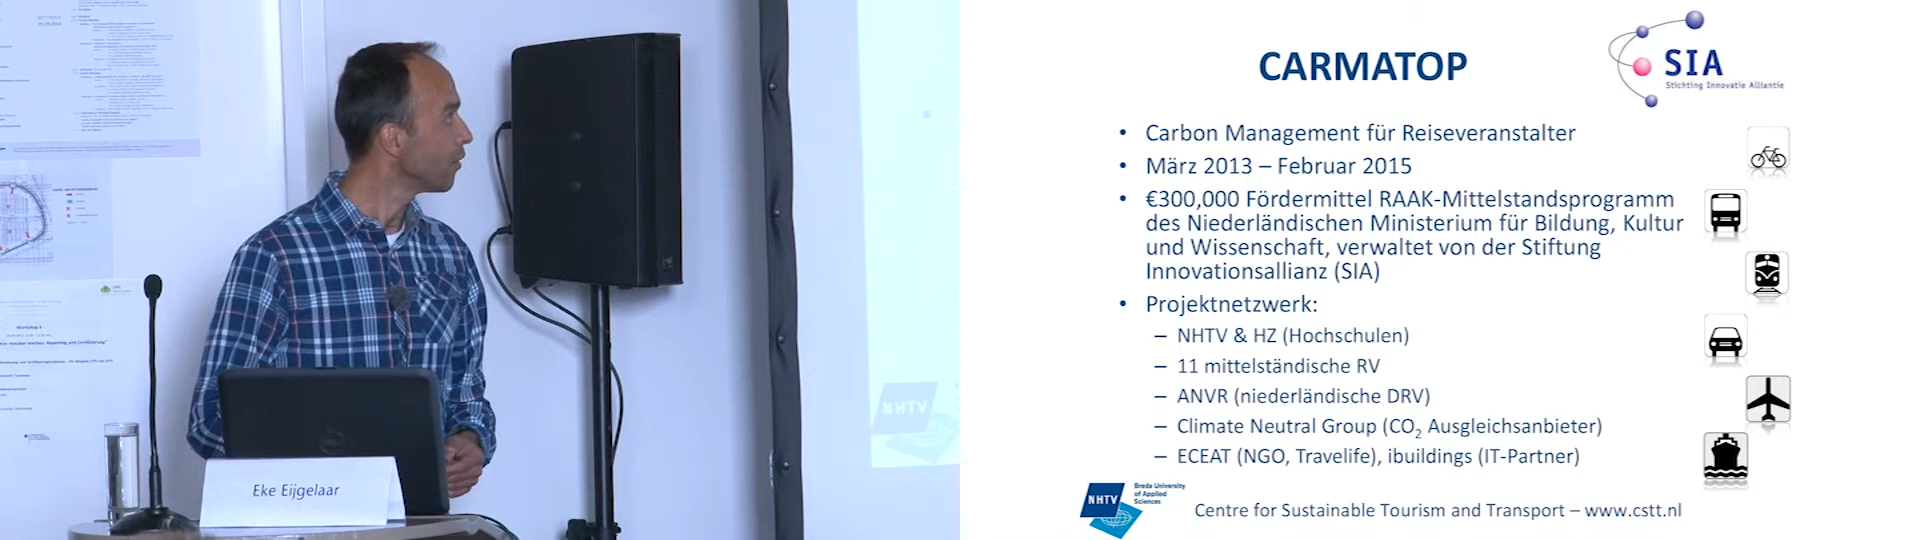 Eke Eijgelaar
NHTV
CARMATOP
SIA
Stichting Innovatie Alliantie
• Carbon Management für Reiseveranstalter
• März 2013 – Februar 2015
• €300,000 Fördermittel RAAK-Mittelstandsprogramm
des Niederländischen Ministerium für Bildung, Kultur
und Wissenschaft, verwaltet von der Stiftung
Innovationsallianz (SIA)
• Projektnetzwerk:
– NHTV & HZ (Hochschulen)
– 11 mittelständische RV
– ANVR (niederländische DRV)
– Climate Neutral Group (CO₂ Ausgleichsanbieter)
– ECEAT (NGO, Travelife), ibuildings (IT-Partner)
NHTV
Breda University
of Applied
Sciences
Centre for Sustainable Tourism and Transport – www.cstt.nl